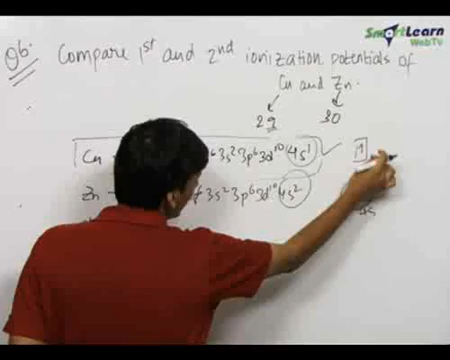 SmartLearn
WebTv
Q6. Compare 1st and 2nd ionization potentials of
Cu and Zn.
29 30
Cu 6 3s² 3p⁶ 3d¹⁰ 4s¹
Zn 3s² 3p⁶ 3d¹⁰ 4s²
4s